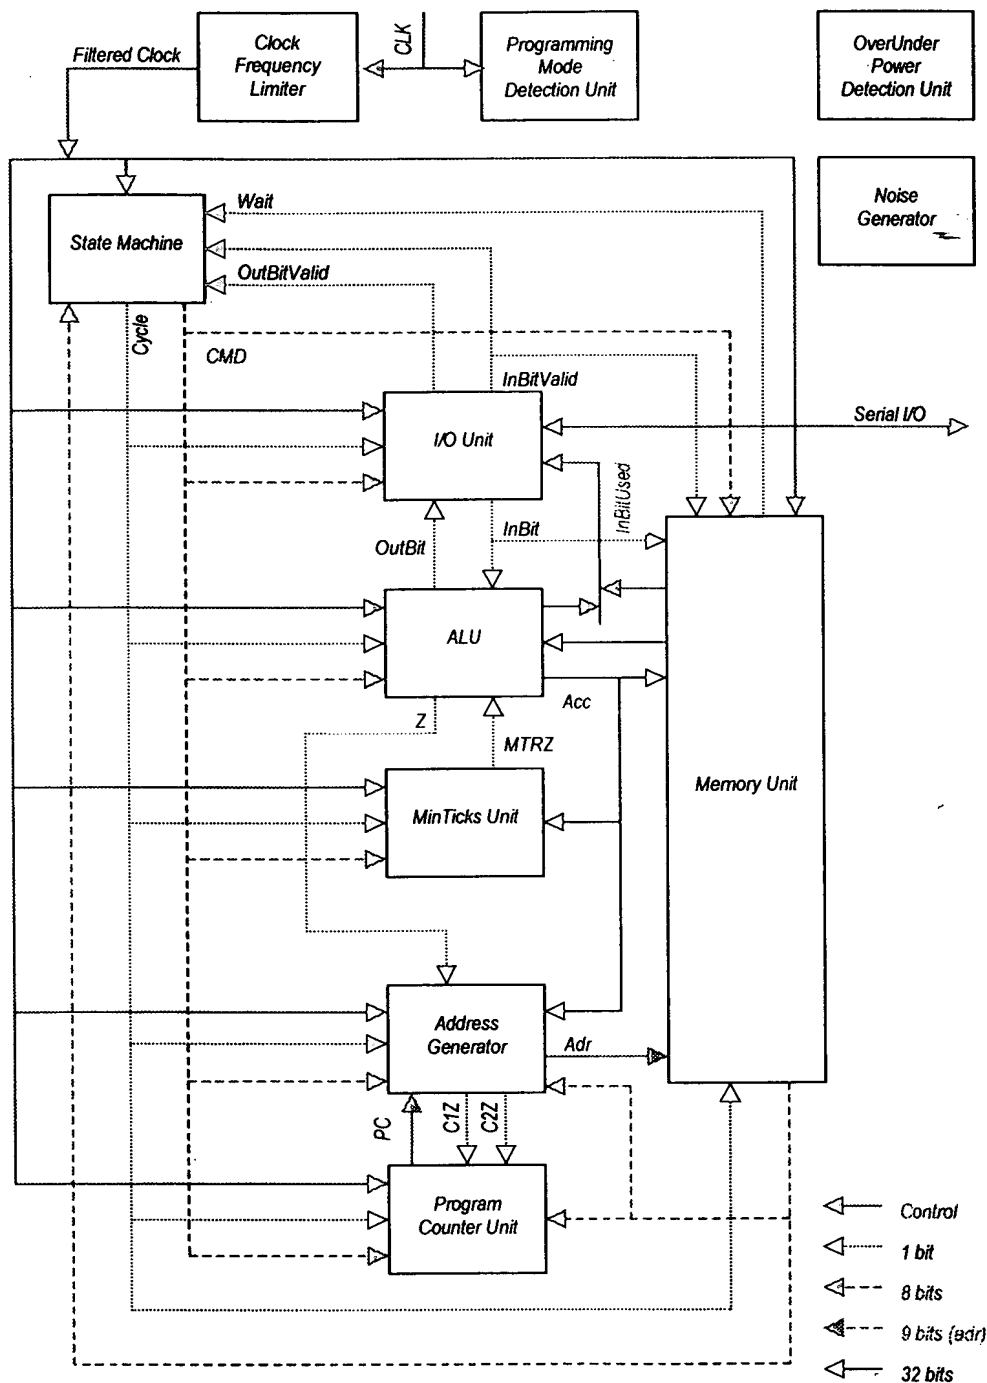 Filtered Clock
Clock
Frequency
Limiter
CLK
Programming
Mode
Detection Unit
OverUnder
Power
Detection Unit
Noise
Generator
State Machine
Wait
OutBitValid
Cycle
CMD
InBitValid
I/O Unit
Serial I/O
InBitUsed
OutBit
InBit
ALU
Acc
Z
MTRZ
MinTicks Unit
Memory Unit
Address
Generator
Adr
PC
C1Z
C2Z
Program
Counter Unit
Control
1 bit
8 bits
9 bits (adr)
32 bits